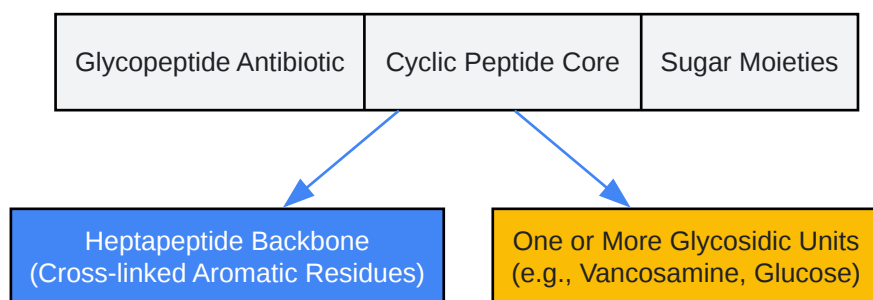 Glycopeptide Antibiotic
Cyclic Peptide Core
Sugar Moieties
Heptapeptide Backbone
(Cross-linked Aromatic Residues)
One or More Glycosidic Units
(e.g., Vancosamine, Glucose)